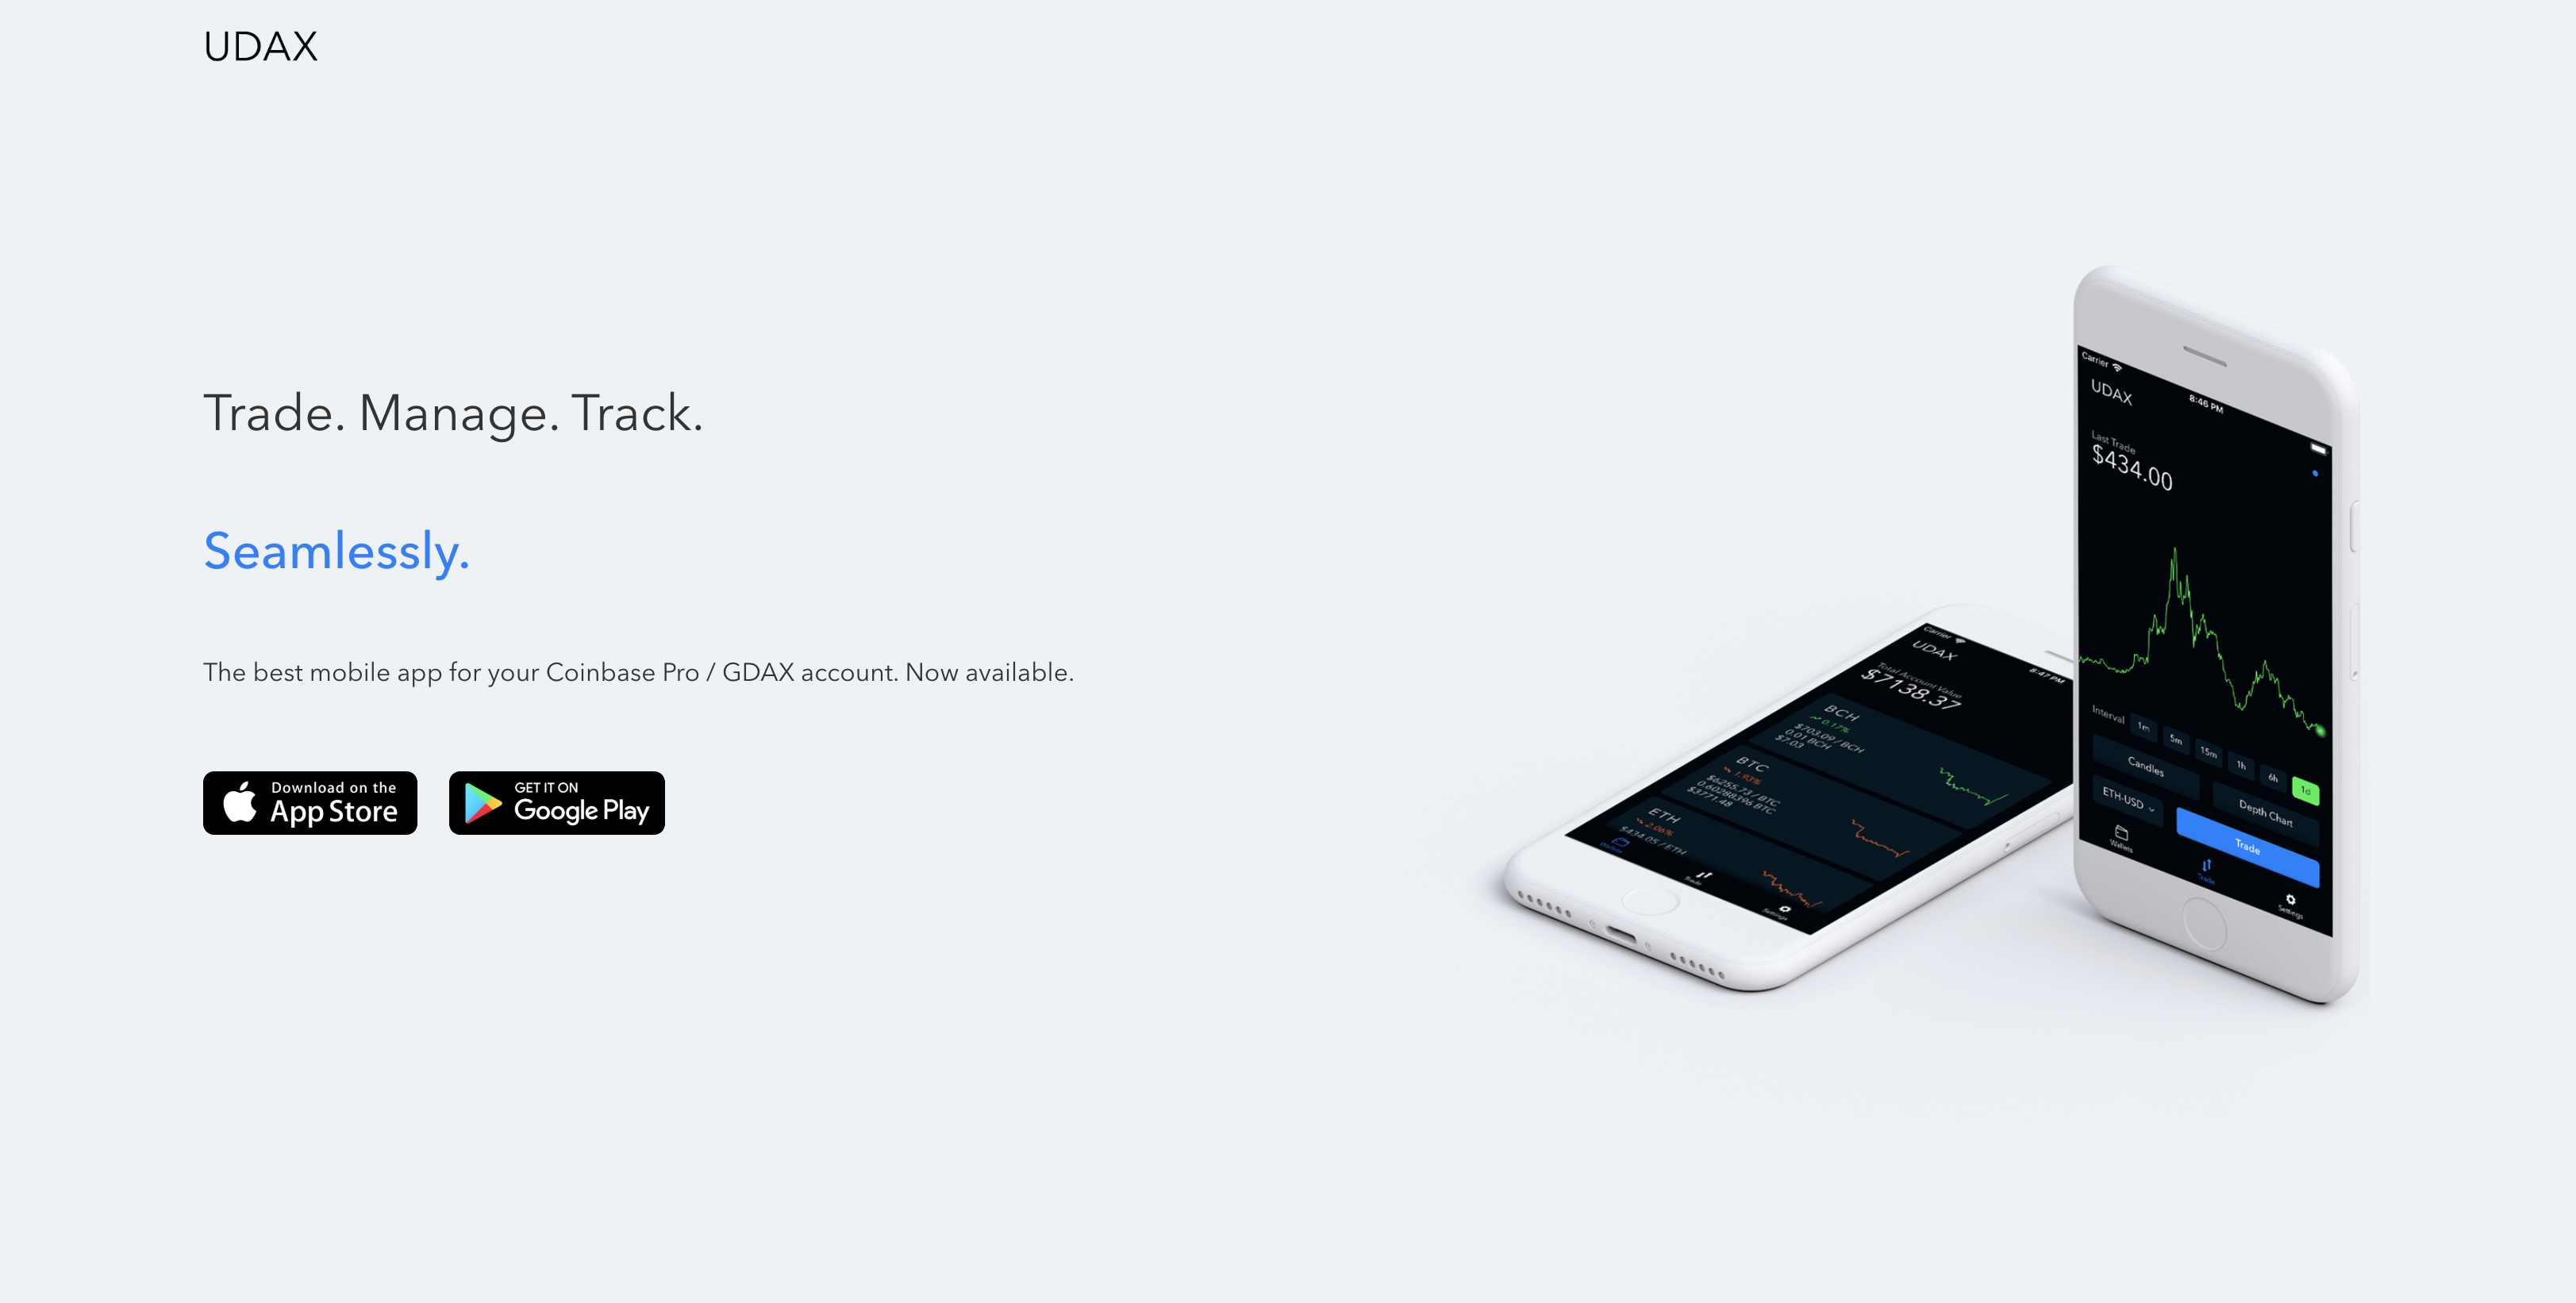 UDAX
Trade. Manage. Track.
Seamlessly.
The best mobile app for your Coinbase Pro / GDAX account. Now available.
Download on the
App Store
GET IT ON
Google Play
Carrier
8:47 PM
UDAX
Total Account Value
$7138.37
BCH
0.17%
$703.09 / BCH
0.01 BCH
$7.03
BTC
1.93%
$6255.73 / BTC
0.60288396 BTC
$3771.48
ETH
2.06%
$434.05 / ETH
Wallets
Trade
Settings
Carrier
8:46 PM
UDAX
Last Trade
$434.00
Interval
1m
5m
15m
1h
6h
1d
Candles
Depth Chart
ETH-USD
Trade
Wallets
Trade
Settings